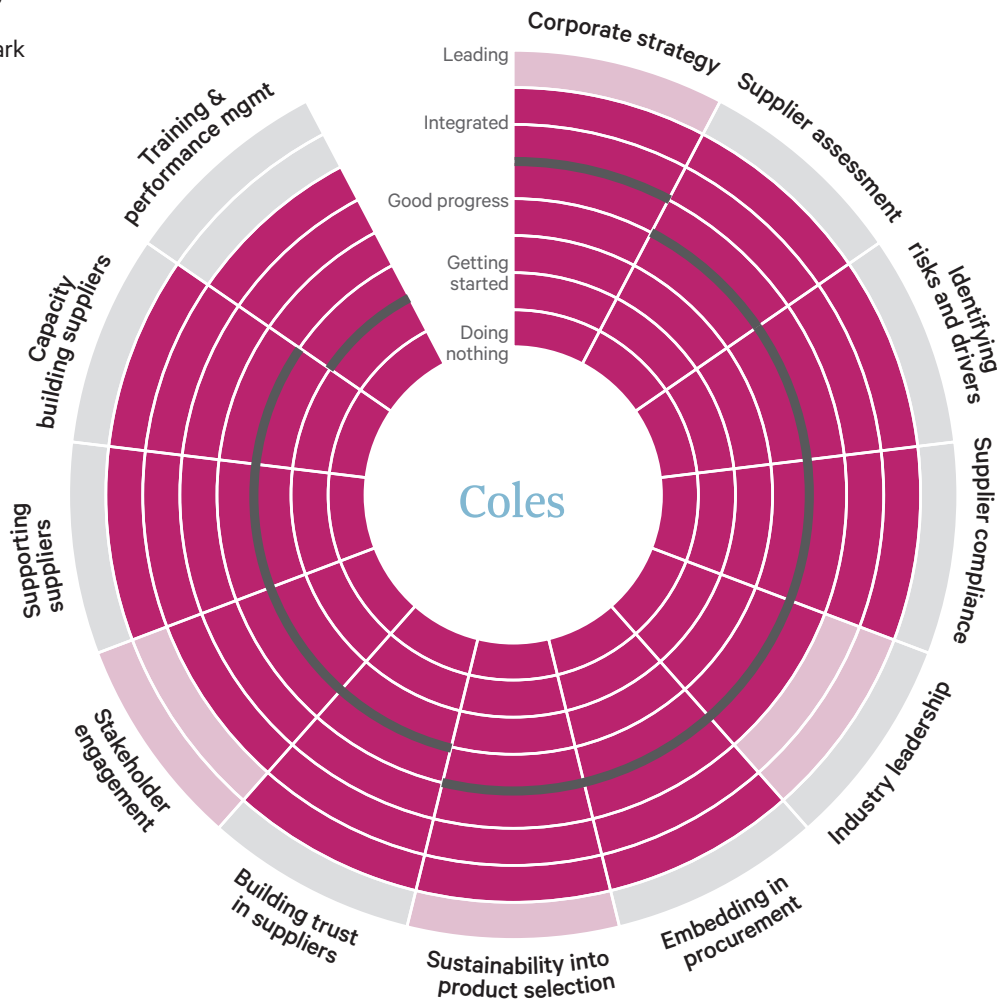 ark
Leading
Integrated
Good progress
Getting
started
Doing
nothing
Corporate strategy
Supplier assessment
Identifying
risks and drivers
Supplier compliance
Industry leadership
Embedding in
procurement
Sustainability into
product selection
Building trust
in suppliers
Stakeholder
engagement
Supporting
suppliers
Capacity
building suppliers
Training &
performance mgmt
Coles